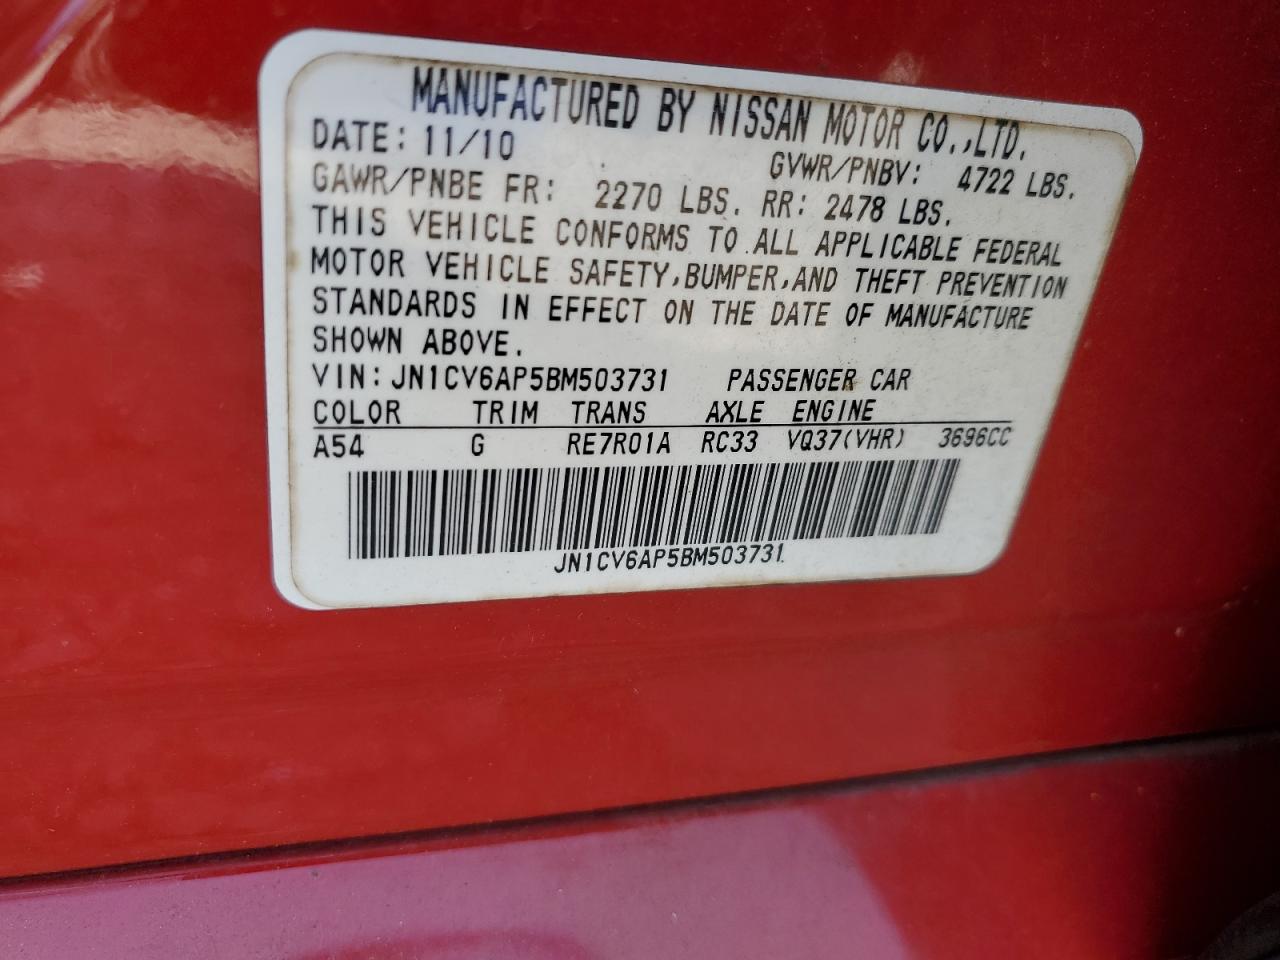 MANUFACTURED BY NISSAN MOTOR CO.,LTD.
DATE: 11/10 GVWR/PNBV: 4722 LBS.
GAWR/PNBE FR: 2270 LBS. RR: 2478 LBS.
THIS VEHICLE CONFORMS TO ALL APPLICABLE FEDERAL
MOTOR VEHICLE SAFETY,BUMPER,AND THEFT PREVENTION
STANDARDS IN EFFECT ON THE DATE OF MANUFACTURE
SHOWN ABOVE.
VIN: JN1CV6AP5BM503731 PASSENGER CAR
COLOR TRIM TRANS AXLE ENGINE
A54 G RE7R01A RC33 VQ37(VHR) 3696CC
JN1CV6AP5BM503731